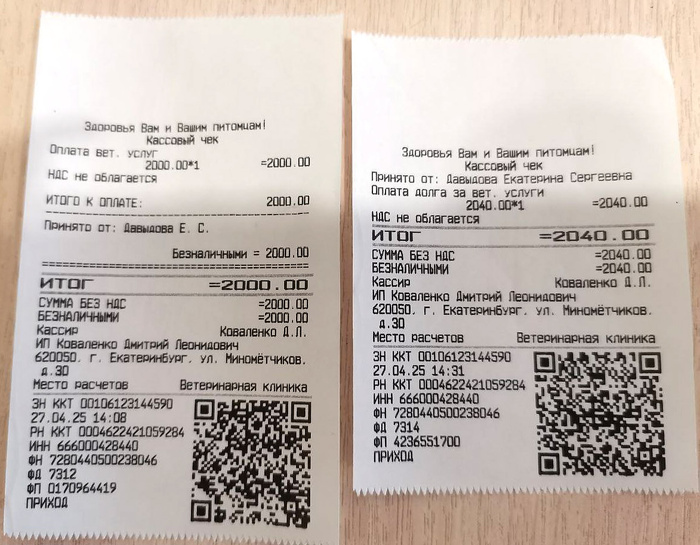 Здоровья Вам и Вашим питомцам!
Кассовый чек
Оплата вет. услуг
2000.00*1 =2000.00
НДС не облагается
ИТОГО К ОПЛАТЕ: 2000.00
Принято от: Давыдова Е. С.
Безналичными = 2000.00
ИТОГ =2000.00
СУММА БЕЗ НДС =2000.00
БЕЗНАЛИЧНЫМИ =2000.00
Кассир Коваленко Д.Л.
ИП Коваленко Дмитрий Леонидович
620050. г. Екатеринбург. ул. Миномётчиков.
д.30
Место расчетов Ветеринарная клиника
ЗН ККТ 00106123144590
27.04.25 14:08
РН ККТ 0004622421059284
ИНН 666000428440
ФН 7280440500238046
ФД 7312
ФП 0170964419
ПРИХОД
Здоровья Вам и Вашим питомцам!
Кассовый чек
Принято от: Давыдова Екатерина Сергеевна
Оплата долга за вет. услуги
2040.00*1 =2040.00
НДС не облагается
ИТОГ =2040.00
СУММА БЕЗ НДС =2040.00
БЕЗНАЛИЧНЫМИ =2040.00
Кассир Коваленко Д.Л.
ИП Коваленко Дмитрий Леонидович
620050. г. Екатеринбург. ул. Миномётчиков.
д.30
Место расчетов Ветеринарная клиника
ЗН ККТ 00106123144590
27.04.25 14:31
РН ККТ 0004622421059284
ИНН 666000428440
ФН 7280440500238046
ФД 7314
ФП 4236551700
ПРИХОД